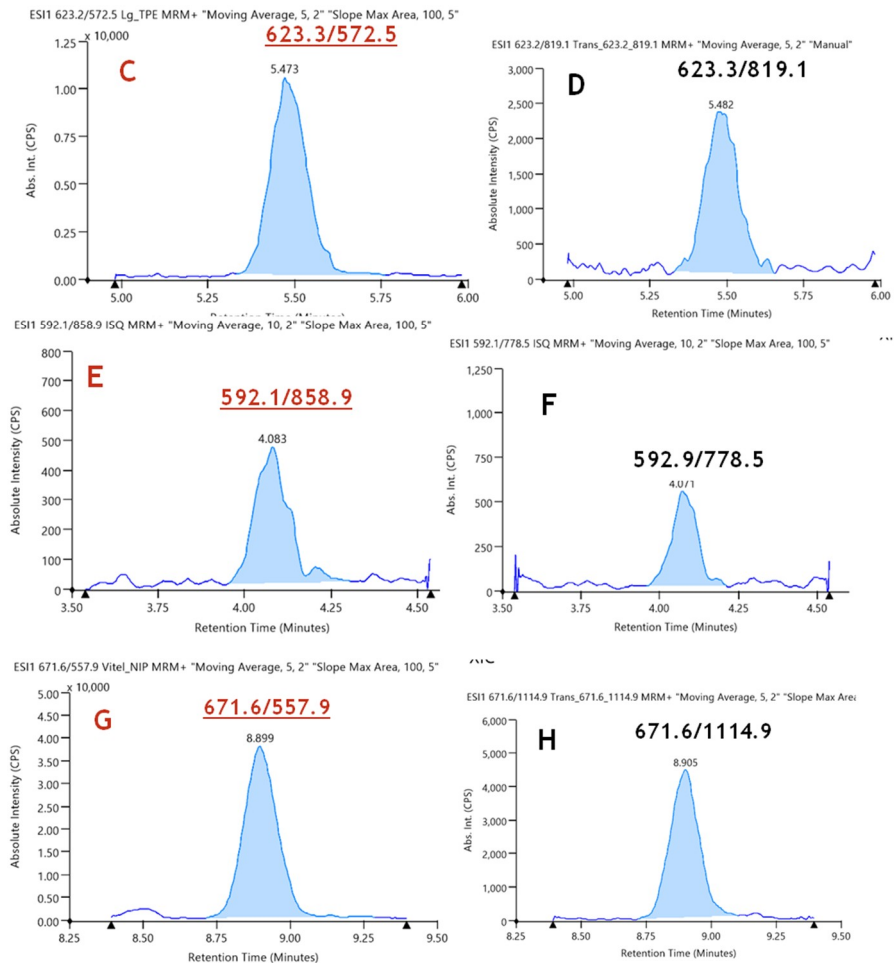 ESI1 623.2/572.5 Lg_TPE MRM+ "Moving Average, 5, 2" "Slope Max Area, 100, 5"
x 10,000
623.3/572.5
C
5.473
1.25
1.00
0.75
0.50
0.25
0.00
Abs. Int. (CPS)
5.00 5.25 5.50 5.75 6.00
ESI1 623.2/819.1 Trans_623.2_819.1 MRM+ "Moving Average, 5, 2" "Manual"
623.3/819.1
D
5.482
3,000
2,500
2,000
1,500
1,000
500
0
Absolute Intensity (CPS)
5.00 5.25 5.50 5.75 6.00
Retention Time (Minutes)
ESI1 592.1/858.9 ISQ MRM+ "Moving Average, 10, 2" "Slope Max Area, 100, 5"
E
592.1/858.9
4.083
800
700
600
500
400
300
200
100
0
Absolute Intensity (CPS)
3.50 3.75 4.00 4.25 4.50
Retention Time (Minutes)
ESI1 592.1/778.5 ISQ MRM+ "Moving Average, 10, 2" "Slope Max Area, 100, 5"
F
592.9/778.5
4.071
1,250
1,000
750
500
250
0
Abs. Int. (CPS)
3.50 3.75 4.00 4.25 4.50
Retention Time (Minutes)
ESI1 671.6/557.9 Vitel_NIP MRM+ "Moving Average, 5, 2" "Slope Max Area, 100, 5"
x 10,000
G
671.6/557.9
8.899
5.00
4.50
4.00
3.50
3.00
2.50
2.00
1.50
1.00
0.50
0.00
Absolute Intensity (CPS)
8.25 8.50 8.75 9.00 9.25 9.50
Retention Time (Minutes)
ESI1 671.6/1114.9 Trans_671.6_1114.9 MRM+ "Moving Average, 5, 2" "Slope Max Area
H
671.6/1114.9
8.905
6,000
5,000
4,000
3,000
2,000
1,000
0
Abs. Int. (CPS)
8.25 8.50 8.75 9.00 9.25 9.50
Retention Time (Minutes)